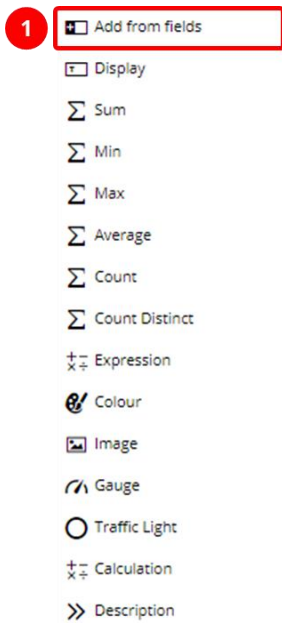 1 Add from fields
Display
Sum
Min
Max
Average
Count
Count Distinct
Expression
Colour
Image
Gauge
Traffic Light
Calculation
Description